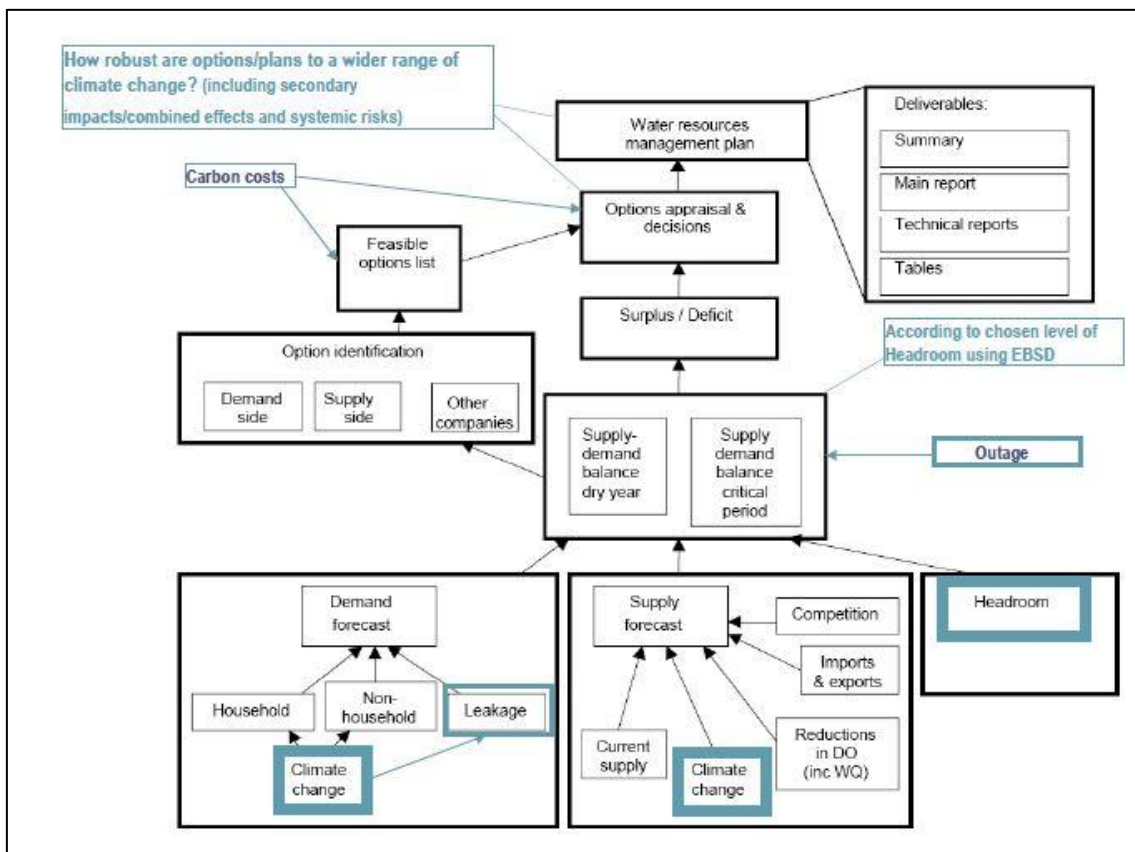 How robust are options/plans to a wider range of
climate change? (including secondary
impacts/combined effects and systemic risks)
Water resources
management plan
Deliverables:
Summary
Main report
Technical reports
Tables
Carbon costs
Options appraisal &
decisions
Feasible
options list
Surplus / Deficit
According to chosen level of
Headroom using EBSD
Option identification
Demand
side
Supply
side
Other
companies
Supply-
demand
balance
dry year
Supply
demand
balance
critical
period
Outage
Demand
forecast
Household
Non-
household
Leakage
Climate
change
Supply
forecast
Competition
Imports
& exports
Current
supply
Climate
change
Reductions
in DO
(inc WQ)
Headroom